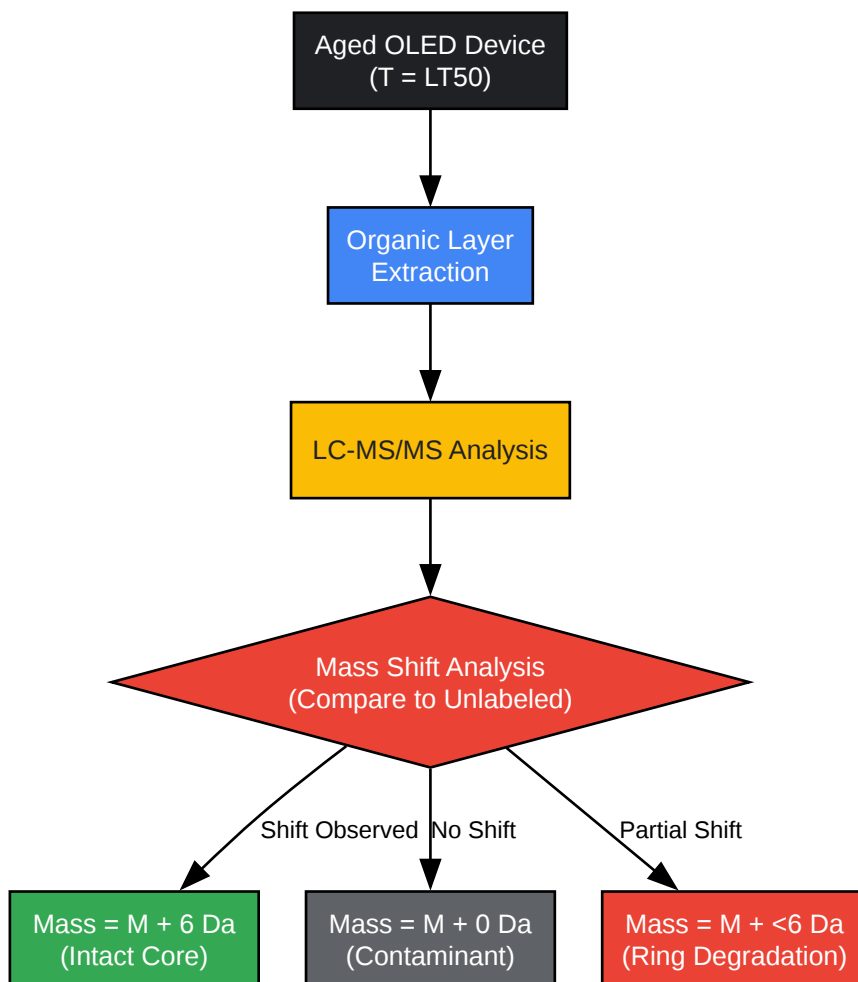 Aged OLED Device
(T = LT50)
Organic Layer
Extraction
LC-MS/MS Analysis
Mass Shift Analysis
(Compare to Unlabeled)
Shift Observed
No Shift
Partial Shift
Mass = M + 6 Da
(Intact Core)
Mass = M + 0 Da
(Contaminant)
Mass = M + <6 Da
(Ring Degradation)